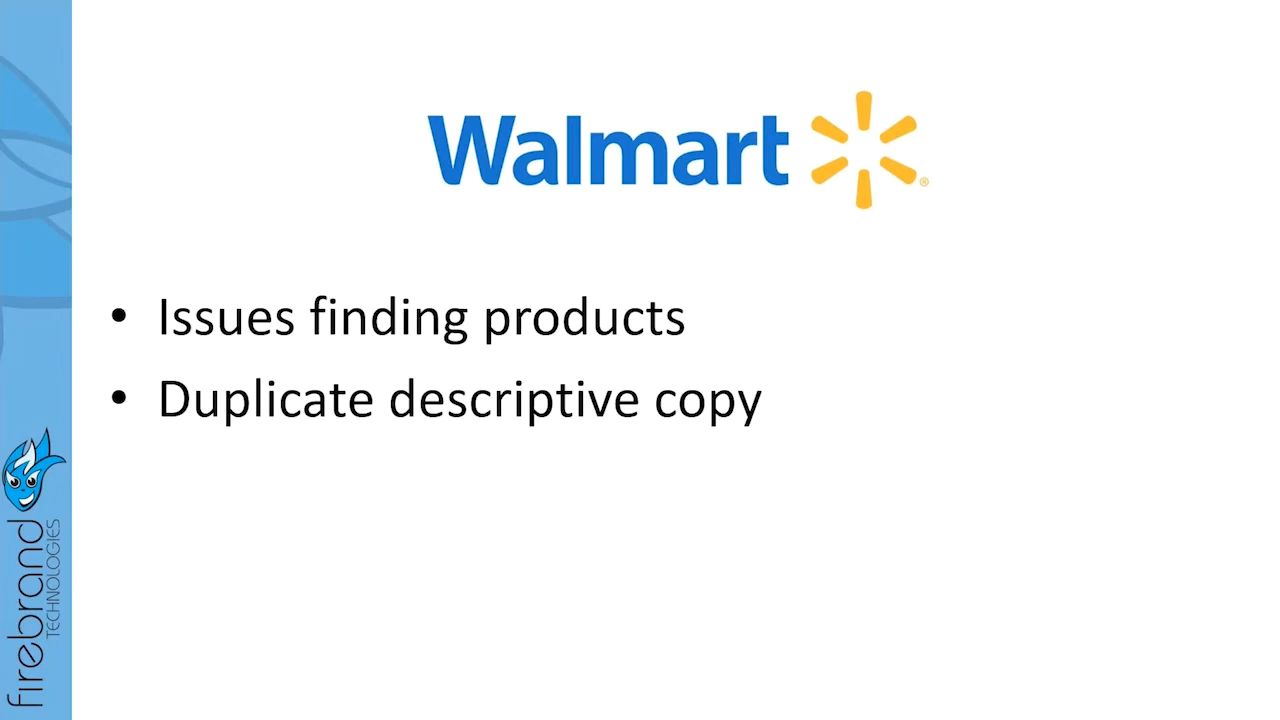 Walmart
®
• Issues finding products
• Duplicate descriptive copy
firebrand
TECHNOLOGIES